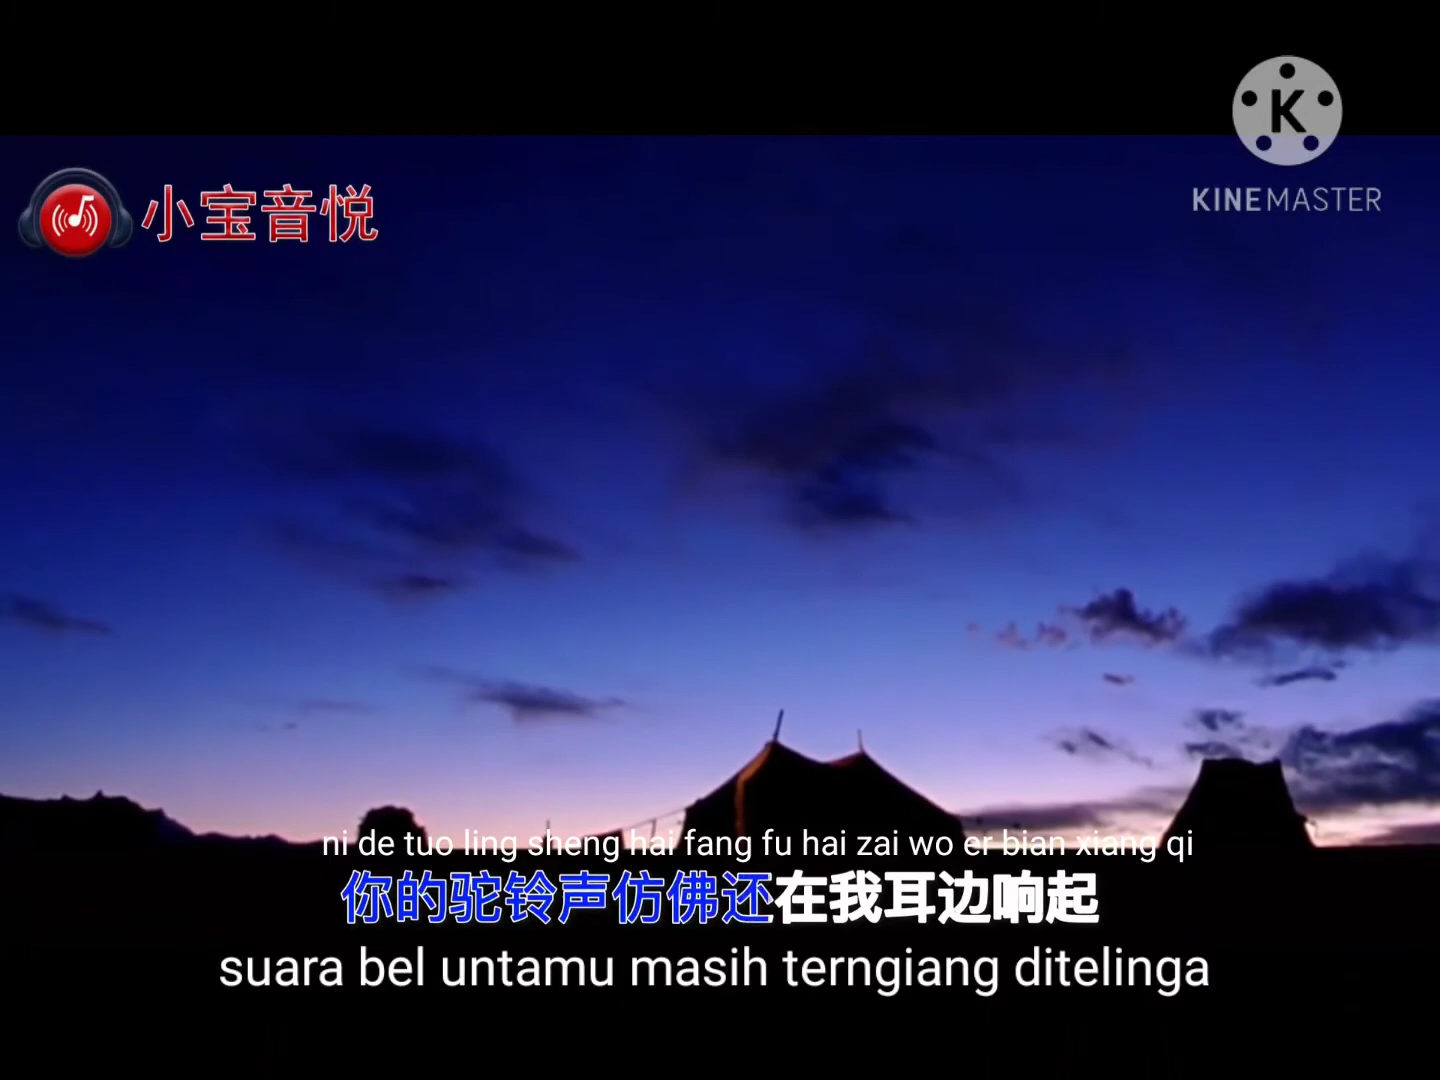 小宝音悦
K
KINEMASTER
ni de tuo ling sheng hai fang fu hai zai wo er bian xiang qi
你的驼铃声仿佛还在我耳边响起
suara bel untamu masih terngiang ditelinga